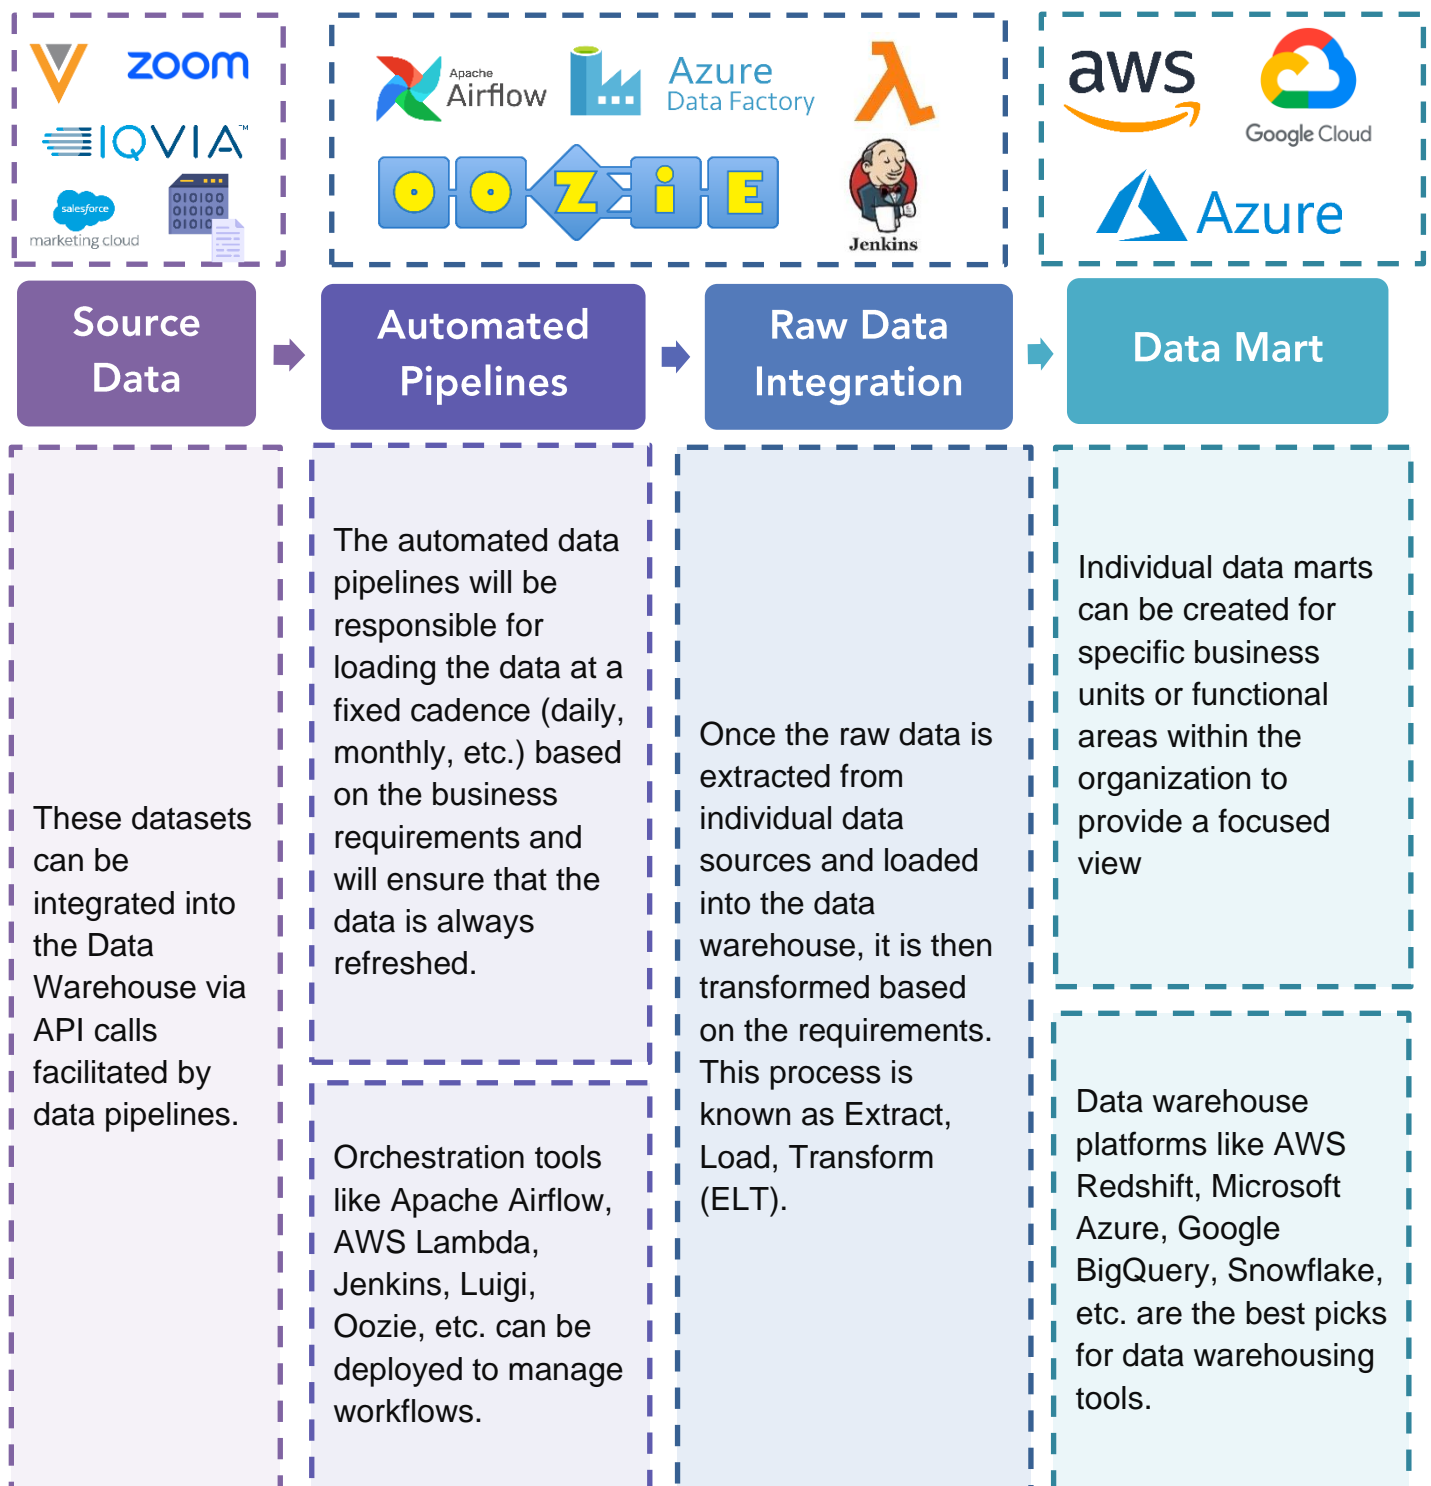 zoom
IQVIA™
salesforce
marketing cloud
010100
010100
01010
Apache
Airflow
Azure
Data Factory
OOZiE
Jenkins
aws
Google Cloud
Azure
Source
Data
Automated
Pipelines
Raw Data
Integration
Data Mart
These datasets
can be
integrated into
the Data
Warehouse via
API calls
facilitated by
data pipelines.
The automated data
pipelines will be
responsible for
loading the data at a
fixed cadence (daily,
monthly, etc.) based
on the business
requirements and
will ensure that the
data is always
refreshed.
Orchestration tools
like Apache Airflow,
AWS Lambda,
Jenkins, Luigi,
Oozie, etc. can be
deployed to manage
workflows.
Once the raw data is
extracted from
individual data
sources and loaded
into the data
warehouse, it is then
transformed based
on the requirements.
This process is
known as Extract,
Load, Transform
(ELT).
Individual data marts
can be created for
specific business
units or functional
areas within the
organization to
provide a focused
view
Data warehouse
platforms like AWS
Redshift, Microsoft
Azure, Google
BigQuery, Snowflake,
etc. are the best picks
for data warehousing
tools.